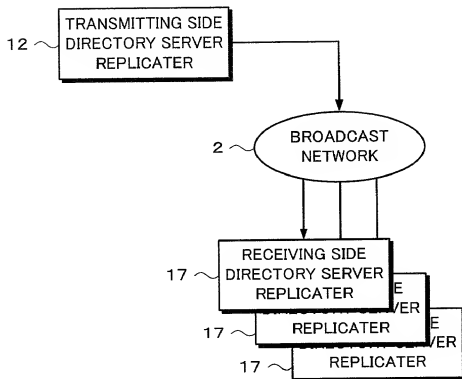 TRANSMITTING SIDE
12 DIRECTORY SERVER
REPLICATER
2 BROADCAST
NETWORK
RECEIVING SIDE
17 DIRECTORY SERVER
REPLICATER
17 REPLICATER
17 REPLICATER